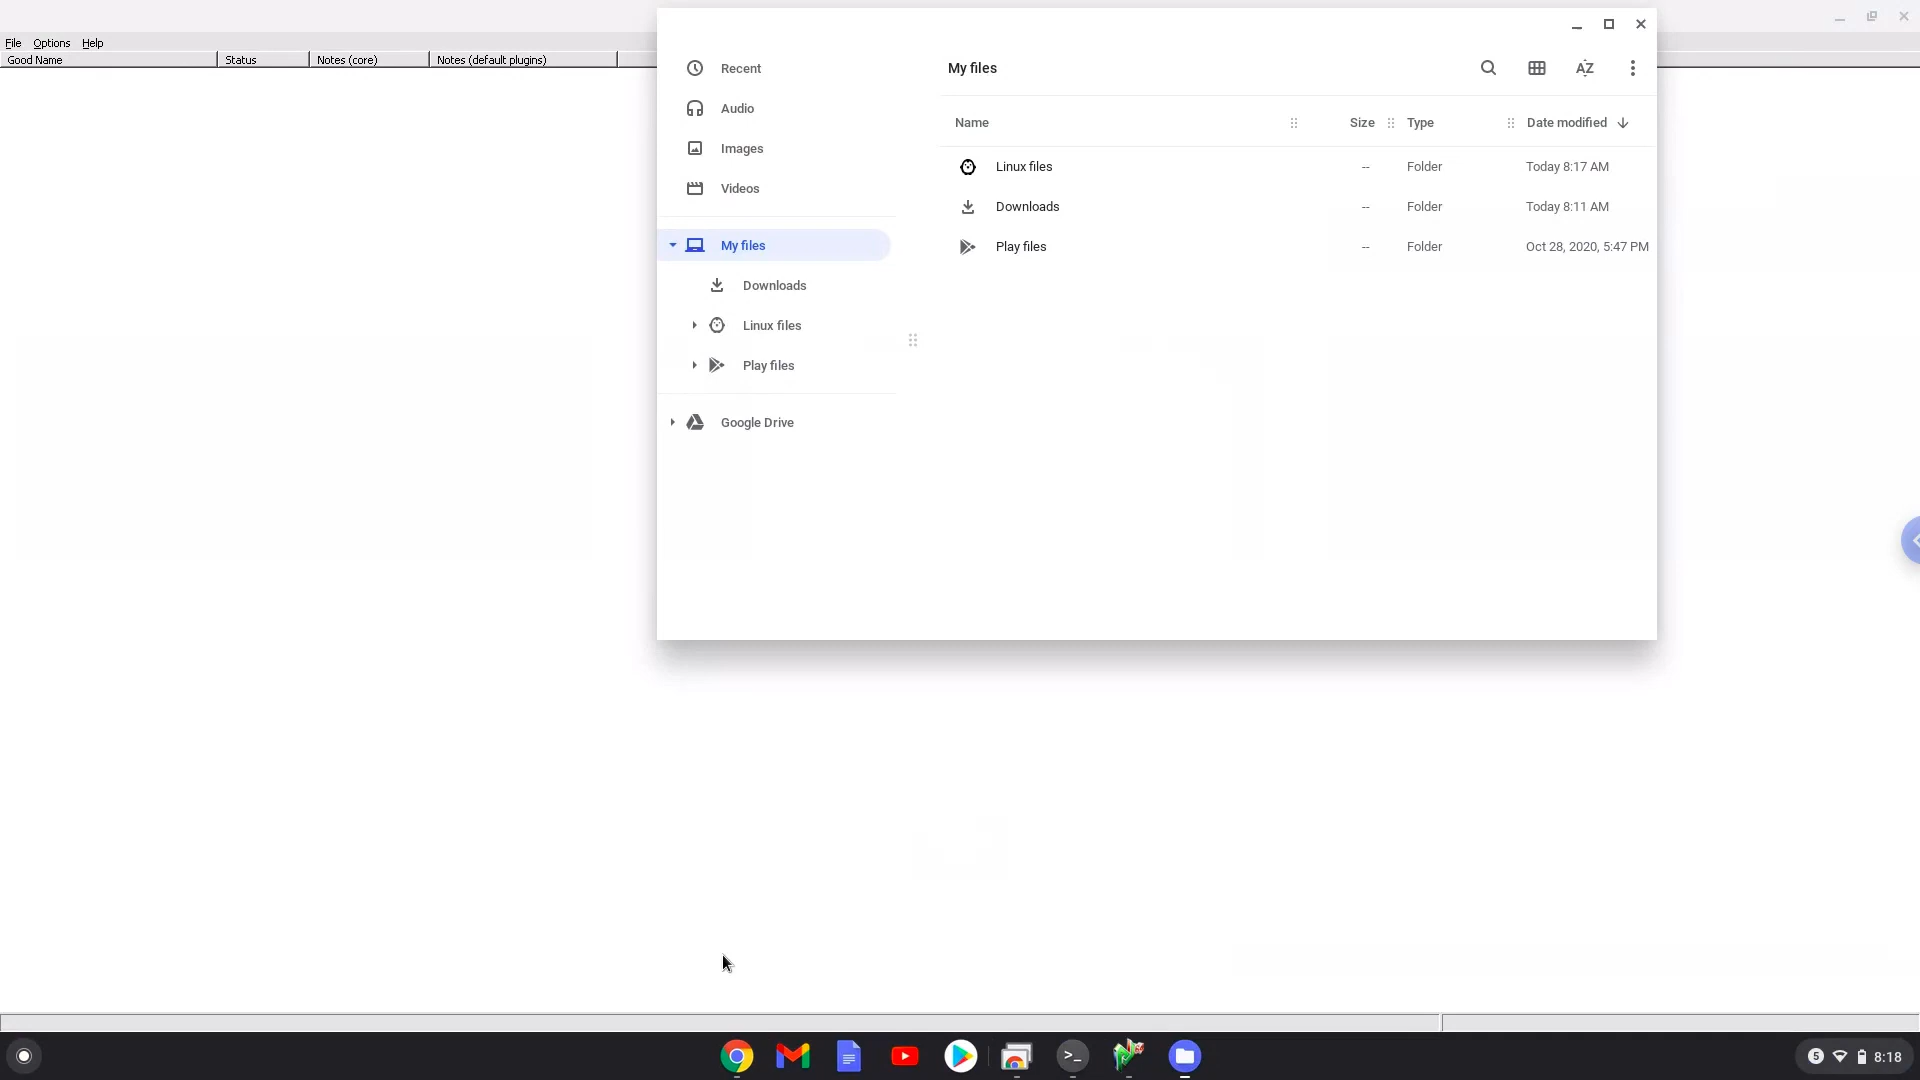 File Options Help
Good Name Status Notes (core) Notes (default plugins)
Recent
Audio
Images
Videos
My files
Downloads
Linux files
Play files
Google Drive
My files
AZ
Name Size Type Date modified
Linux files -- Folder Today 8:17 AM
Downloads -- Folder Today 8:11 AM
Play files -- Folder Oct 28, 2020, 5:47 PM
5 8:18